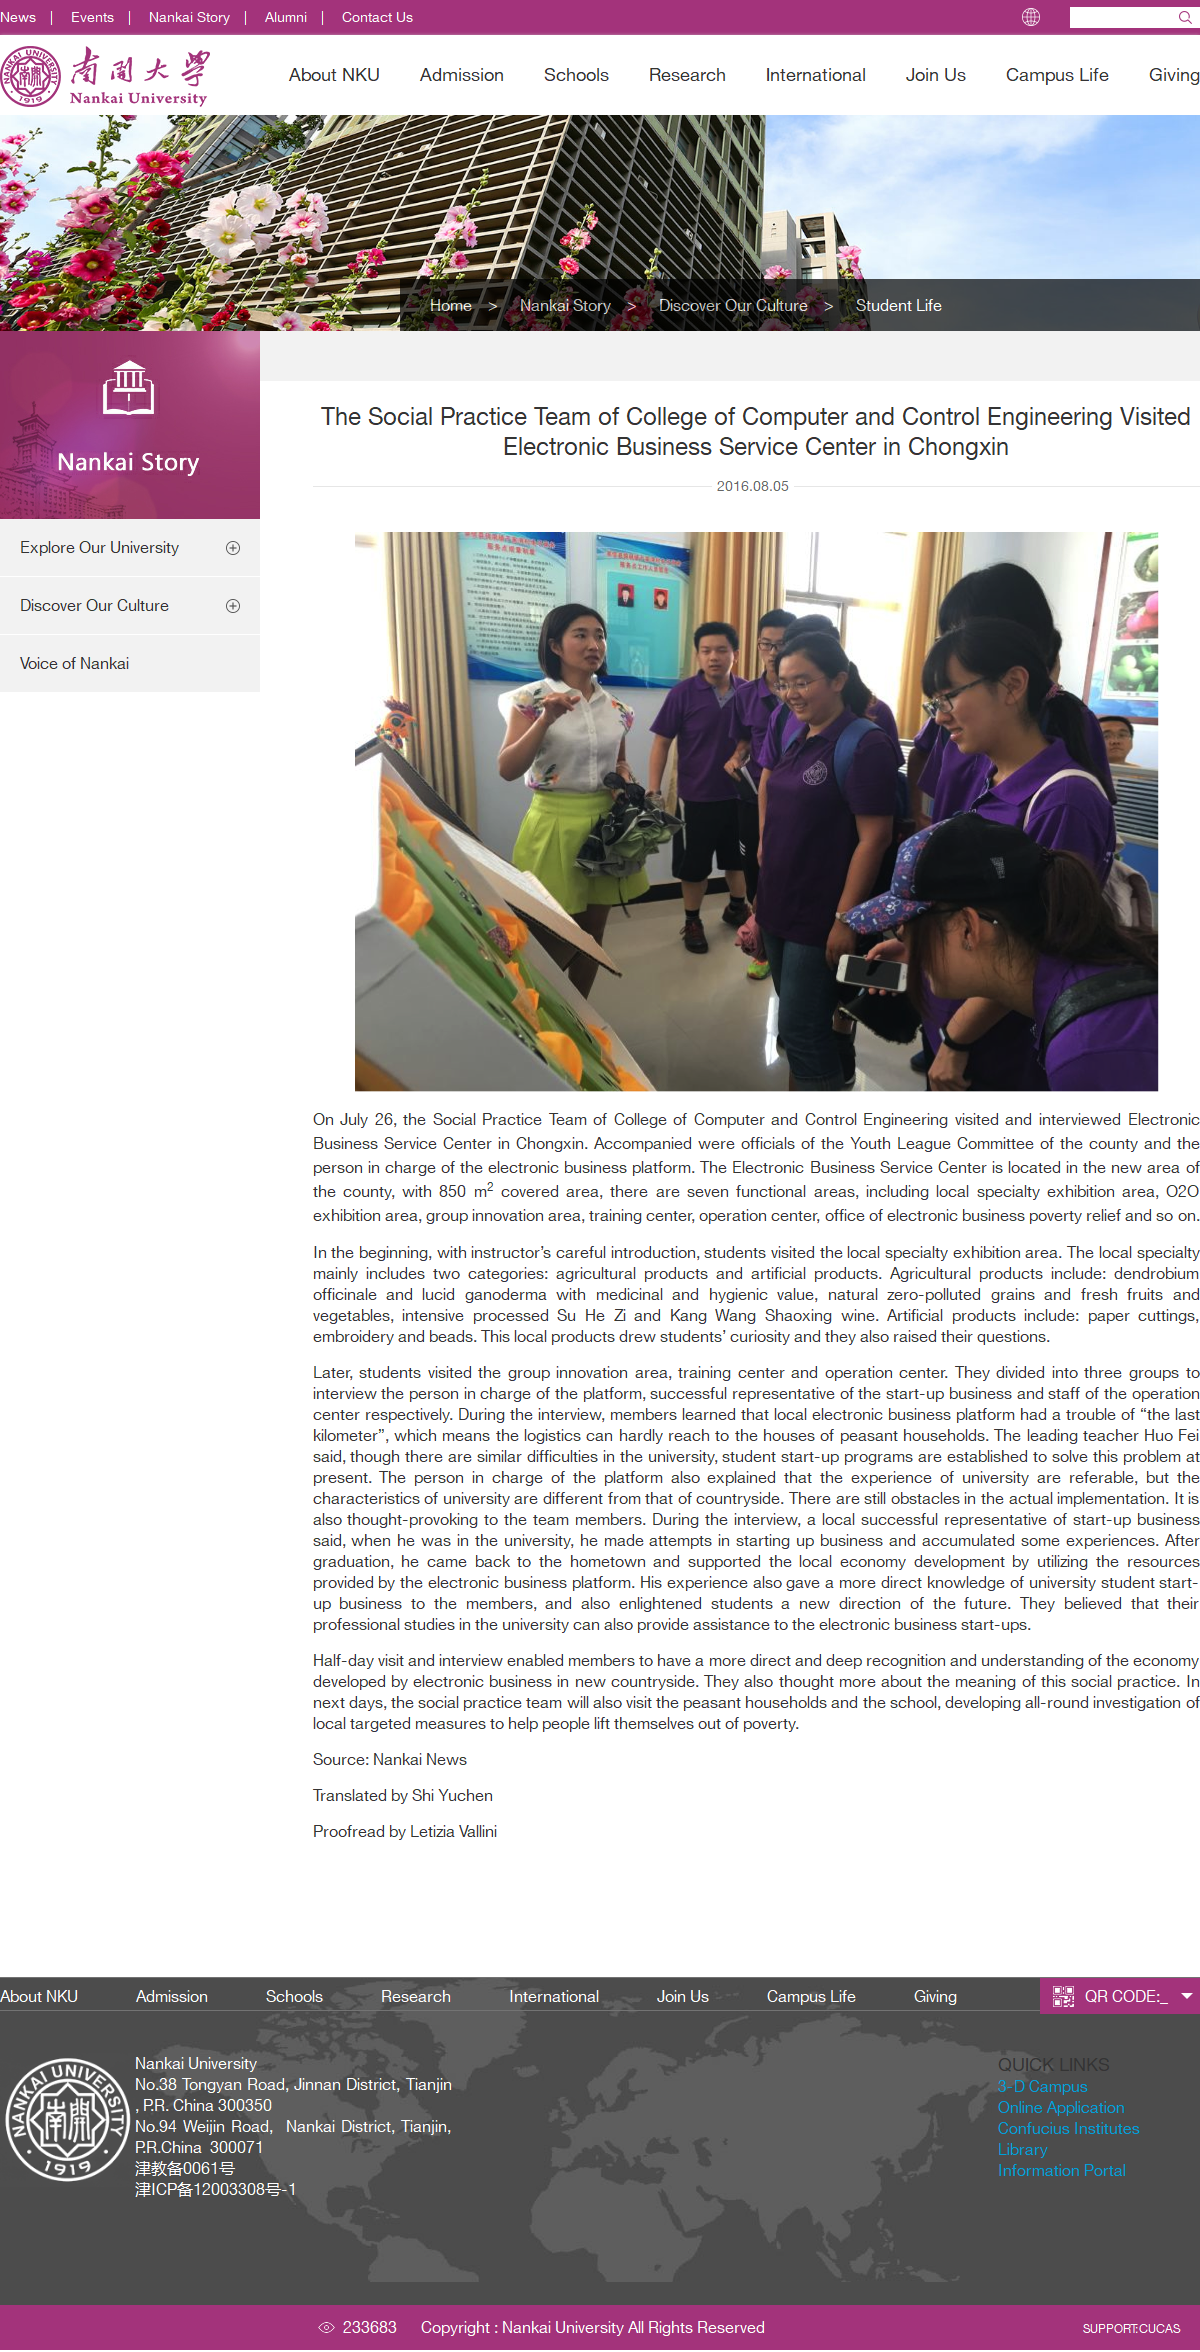 News | Events | Nankai Story | Alumni | Contact Us
NANKAI UNIVERSITY
1919
南開大學
Nankai University
About NKU Admission Schools Research International Join Us Campus Life Giving
Home > Nankai Story > Discover Our Culture > Student Life
Nankai Story
Explore Our University
Discover Our Culture
Voice of Nankai
The Social Practice Team of College of Computer and Control Engineering Visited
Electronic Business Service Center in Chongxin
2016.08.05
On July 26, the Social Practice Team of College of Computer and Control Engineering visited and interviewed Electronic
Business Service Center in Chongxin. Accompanied were officials of the Youth League Committee of the county and the
person in charge of the electronic business platform. The Electronic Business Service Center is located in the new area of
the county, with 850 m2 covered area, there are seven functional areas, including local specialty exhibition area, O2O
exhibition area, group innovation area, training center, operation center, office of electronic business poverty relief and so on.
In the beginning, with instructor’s careful introduction, students visited the local specialty exhibition area. The local specialty
mainly includes two categories: agricultural products and artificial products. Agricultural products include: dendrobium
officinale and lucid ganoderma with medicinal and hygienic value, natural zero-polluted grains and fresh fruits and
vegetables, intensive processed Su He Zi and Kang Wang Shaoxing wine. Artificial products include: paper cuttings,
embroidery and beads. This local products drew students’ curiosity and they also raised their questions.
Later, students visited the group innovation area, training center and operation center. They divided into three groups to
interview the person in charge of the platform, successful representative of the start-up business and staff of the operation
center respectively. During the interview, members learned that local electronic business platform had a trouble of “the last
kilometer”, which means the logistics can hardly reach to the houses of peasant households. The leading teacher Huo Fei
said, though there are similar difficulties in the university, student start-up programs are established to solve this problem at
present. The person in charge of the platform also explained that the experience of university are referable, but the
characteristics of university are different from that of countryside. There are still obstacles in the actual implementation. It is
also thought-provoking to the team members. During the interview, a local successful representative of start-up business
said, when he was in the university, he made attempts in starting up business and accumulated some experiences. After
graduation, he came back to the hometown and supported the local economy development by utilizing the resources
provided by the electronic business platform. His experience also gave a more direct knowledge of university student start-
up business to the members, and also enlightened students a new direction of the future. They believed that their
professional studies in the university can also provide assistance to the electronic business start-ups.
Half-day visit and interview enabled members to have a more direct and deep recognition and understanding of the economy
developed by electronic business in new countryside. They also thought more about the meaning of this social practice. In
next days, the social practice team will also visit the peasant households and the school, developing all-round investigation of
local targeted measures to help people lift themselves out of poverty.
Source: Nankai News
Translated by Shi Yuchen
Proofread by Letizia Vallini
About NKU Admission Schools Research International Join Us Campus Life Giving QR CODE:_
NANKAI UNIVERSITY
1919
Nankai University
No.38 Tongyan Road, Jinnan District, Tianjin
, P.R. China 300350
No.94 Weijin Road, Nankai District, Tianjin,
P.R.China 300071
津教备0061号
津ICP备12003308号-1
QUICK LINKS
3-D Campus
Online Application
Confucius Institutes
Library
Information Portal
233683 Copyright : Nankai University All Rights Reserved
SUPPORT:CUCAS